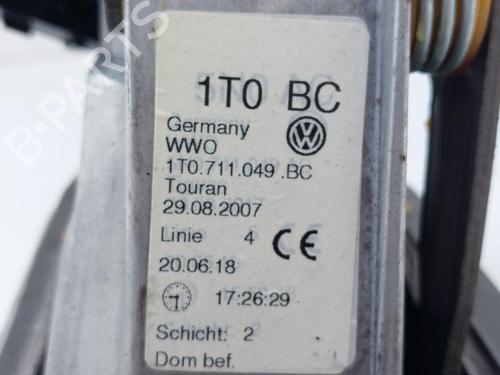 1T0 BC
Germany
WWO
1T0.711.049 .BC
Touran
29.08.2007
Linie 4 CE
20.06.18
17:26:29
Schicht: 2
Dom bef.
B-PARTS